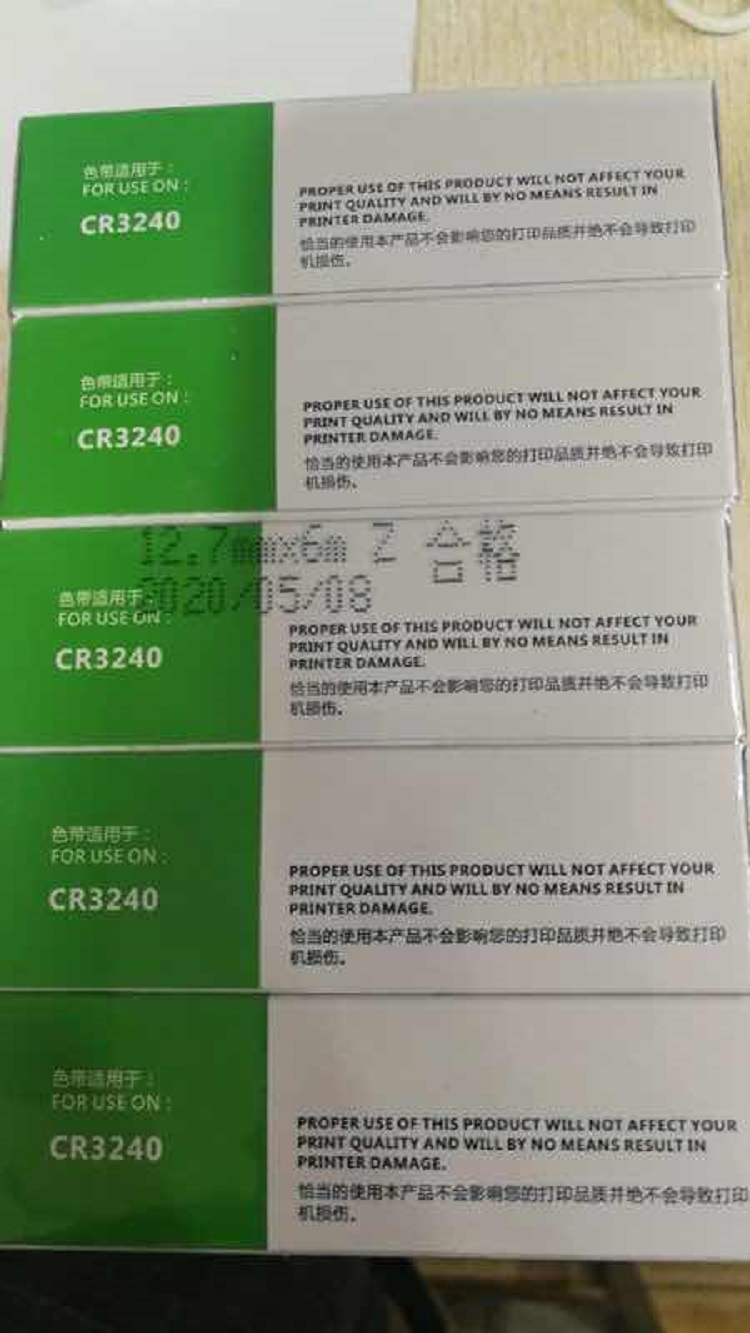 色带适用于：
FOR USE ON：
CR3240
PROPER USE OF THIS PRODUCT WILL NOT AFFECT YOUR
PRINT QUALITY AND WILL BY NO MEANS RESULT IN
PRINTER DAMAGE.
恰当的使用本产品不会影响您的打印品质并绝不会导致打印
机损伤。
色带适用于：
FOR USE ON：
CR3240
PROPER USE OF THIS PRODUCT WILL NOT AFFECT YOUR
PRINT QUALITY AND WILL BY NO MEANS RESULT IN
PRINTER DAMAGE.
恰当的使用本产品不会影响您的打印品质并绝不会导致打印
机损伤。
12.7mmx6m Z 合格
2020/05/08
色带适用于
FOR USE ON：
CR3240
PROPER USE OF THIS PRODUCT WILL NOT AFFECT YOUR
PRINT QUALITY AND WILL BY NO MEANS RESULT IN
PRINTER DAMAGE.
恰当的使用本产品不会影响您的打印品质并绝不会导致打印
机损伤。
色带适用于：
FOR USE ON：
CR3240
PROPER USE OF THIS PRODUCT WILL NOT AFFECT YOUR
PRINT QUALITY AND WILL BY NO MEANS RESULT IN
PRINTER DAMAGE.
恰当的使用本产品不会影响您的打印品质并绝不会导致打印
机损伤。
色带适用于：
FOR USE ON：
CR3240
PROPER USE OF THIS PRODUCT WILL NOT AFFECT YOUR
PRINT QUALITY AND WILL BY NO MEANS RESULT IN
PRINTER DAMAGE.
恰当的使用本产品不会影响您的打印品质并绝不会导致打印
机损伤。